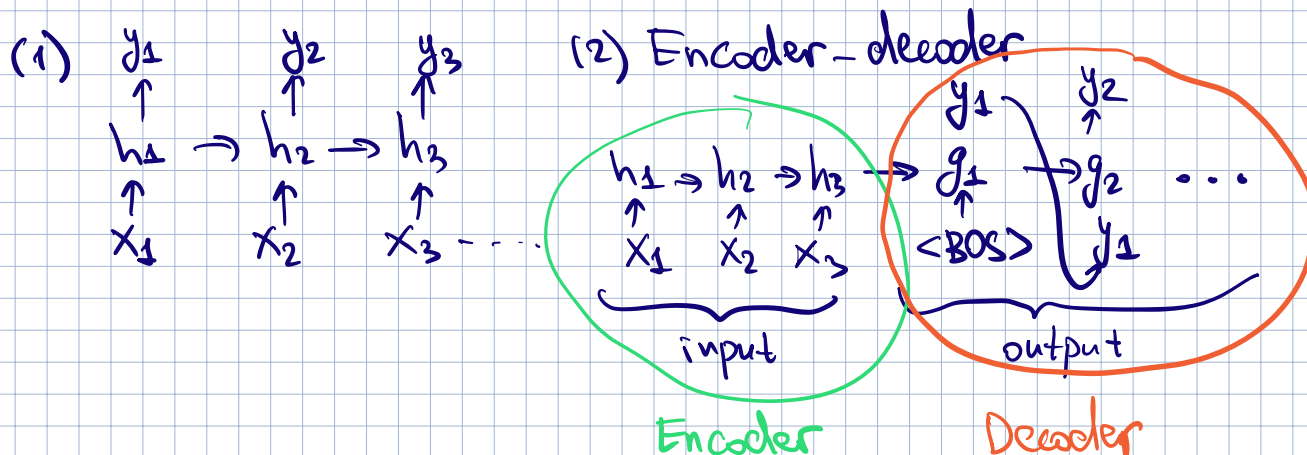 (1) y1 y2 y3
h1 → h2 → h3
x1 x2 x3 - ....
(2) Encoder-decoder
y1 y2
h1 → h2 → h3 → g1 → g2 ...
x1 x2 x3 <BOS> y1
input output
Encoder Decoder